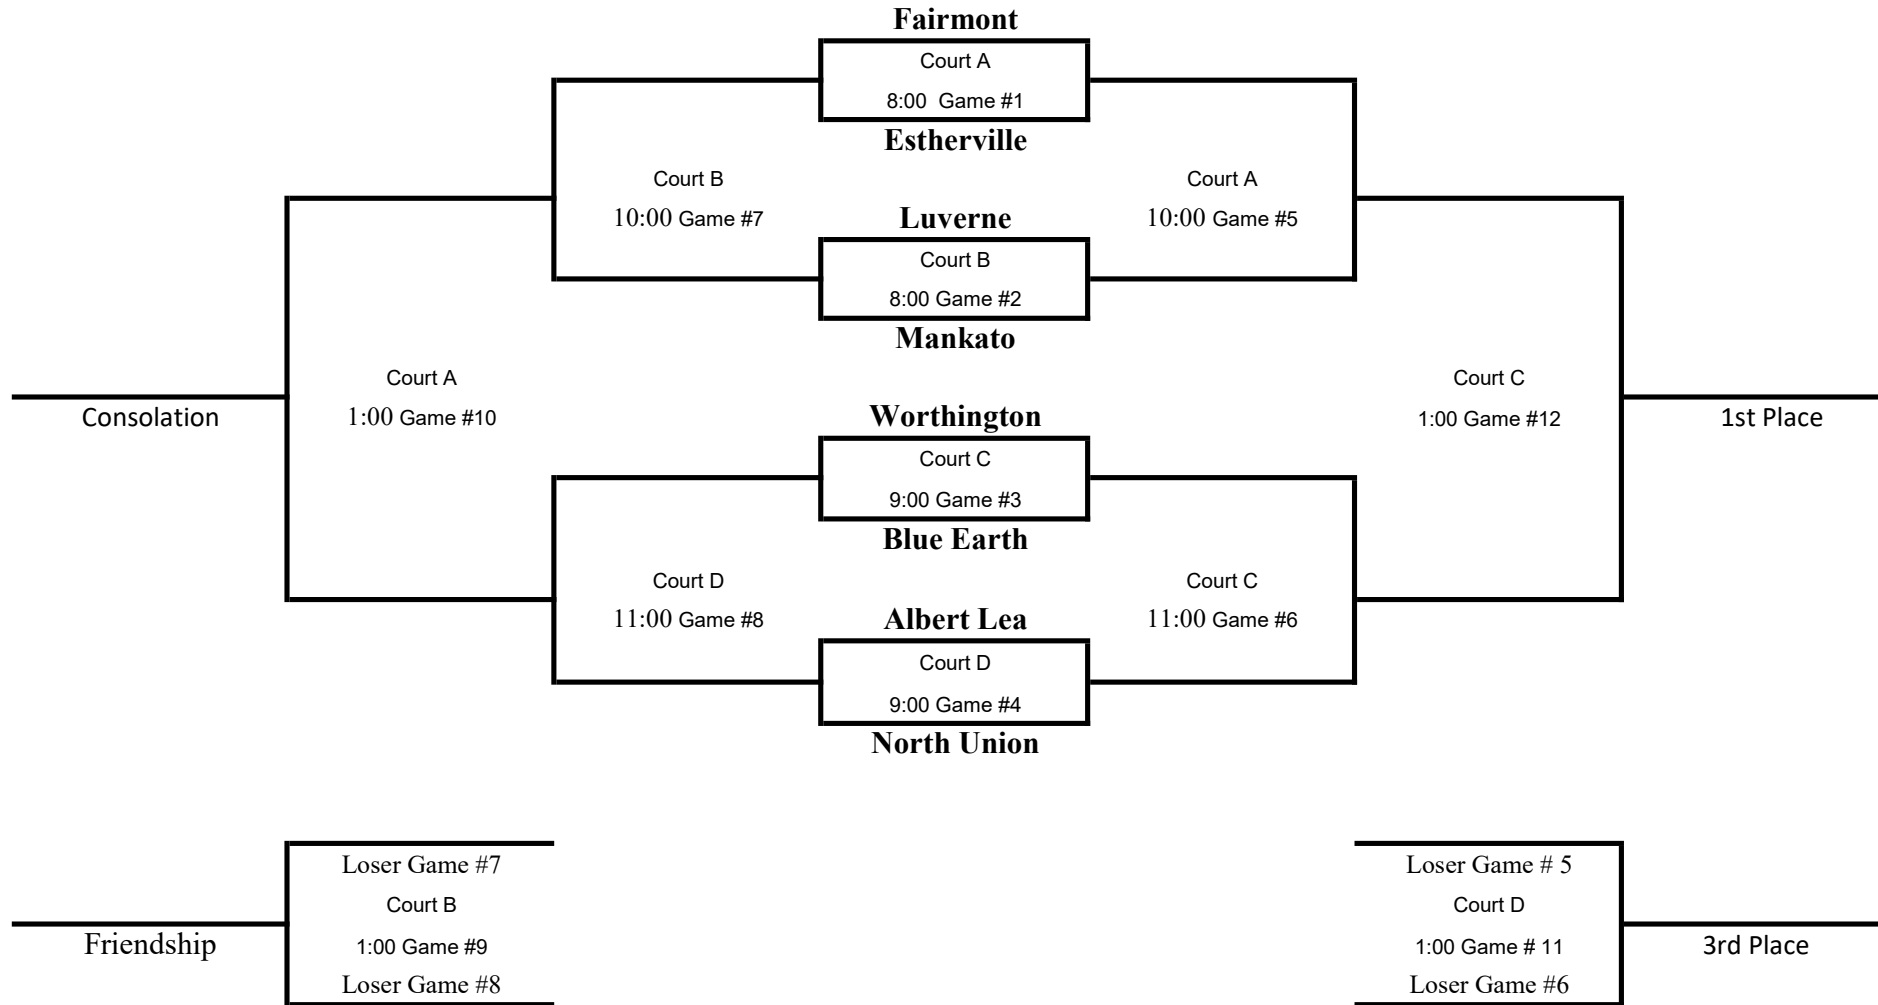 Fairmont
Court A
8:00  Game #1
Estherville
Court B
10:00 Game #7
Court A
10:00 Game #5
Luverne
Court B
8:00 Game #2
Mankato
Court A
1:00 Game #10
Consolation
Court C
1:00 Game #12
1st Place
Worthington
Court C
9:00 Game #3
Blue Earth
Court D
11:00 Game #8
Court C
11:00 Game #6
Albert Lea
Court D
9:00 Game #4
North Union
Loser Game #7
Court B
1:00 Game #9
Loser Game #8
Friendship
Loser Game # 5
Court D
1:00 Game # 11
Loser Game #6
3rd Place